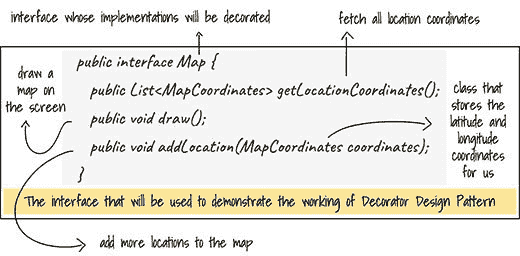 interface whose implementations will be decorated
fetch all location coordinates
public interface Map {
draw a
map on
the screen
public List<MapCoordinates> getLocationCoordinates();
public void draw();
public void addLocation(MapCoordinates coordinates);
}
class that
stores the
latitude and
longitude
coordinates
for us
The interface that will be used to demonstrate the working of Decorator Design Pattern
add more locations to the map